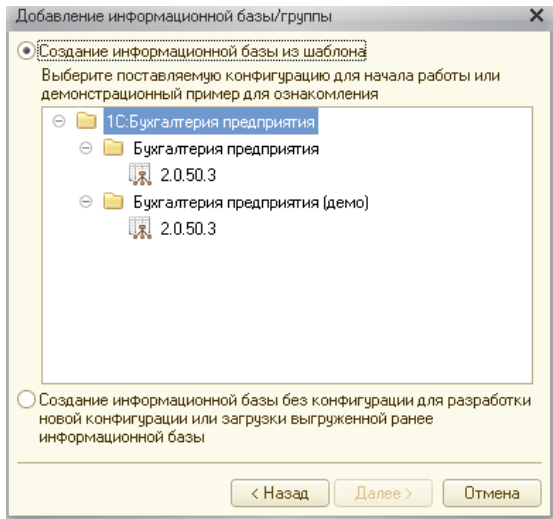 Добавление информационной базы/группы
Создание информационной базы из шаблона
Выберите поставляемую конфигурацию для начала работы или
демонстрационный пример для ознакомления
1С:Бухгалтерия предприятия
Бухгалтерия предприятия
2.0.50.3
Бухгалтерия предприятия (демо)
2.0.50.3
Создание информационной базы без конфигурации для разработки
новой конфигурации или загрузки выгруженной ранее
информационной базы
< Назад
Далее >
Отмена